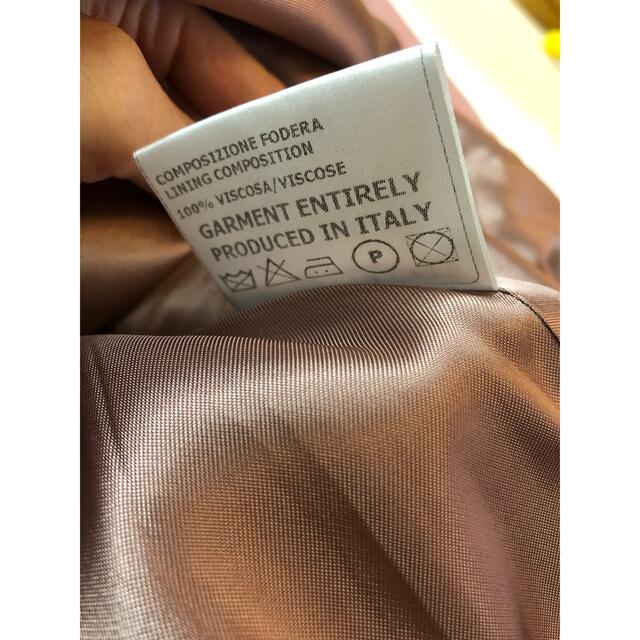 COMPOSIZIONE FODERA
LINING COMPOSITION
100% VISCOSA/VISCOSE
GARMENT ENTIRELY
PRODUCED IN ITALY
P